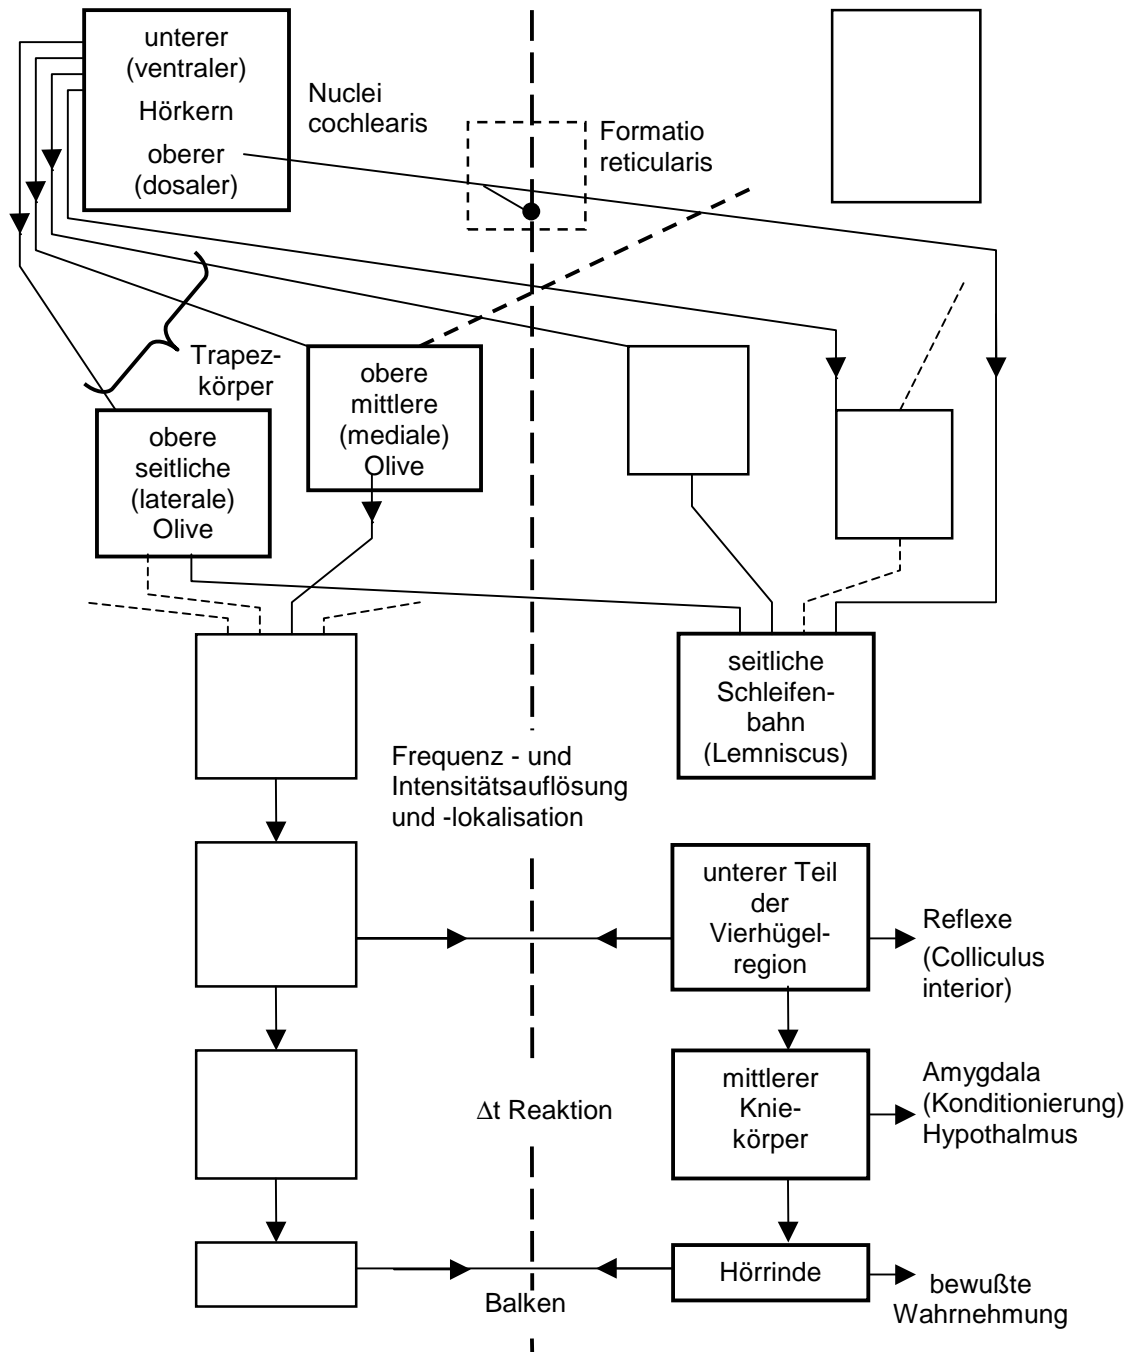 unterer
(ventraler)
Hörkern
oberer
(dosaler)
Nuclei
cochlearis
Formatio
reticularis
Trapez-
körper
obere
mittlere
(mediale)
Olive
obere
seitliche
(laterale)
Olive
seitliche
Schleifen-
bahn
(Lemniscus)
Frequenz - und
Intensitätsauflösung
und -lokalisation
unterer Teil
der
Vierhügel-
region
Reflexe
(Colliculus
interior)
mittlerer
Knie-
körper
Amygdala
(Konditionierung)
Hypothalmus
Δt Reaktion
Hörrinde
Balken
bewußte
Wahrnehmung